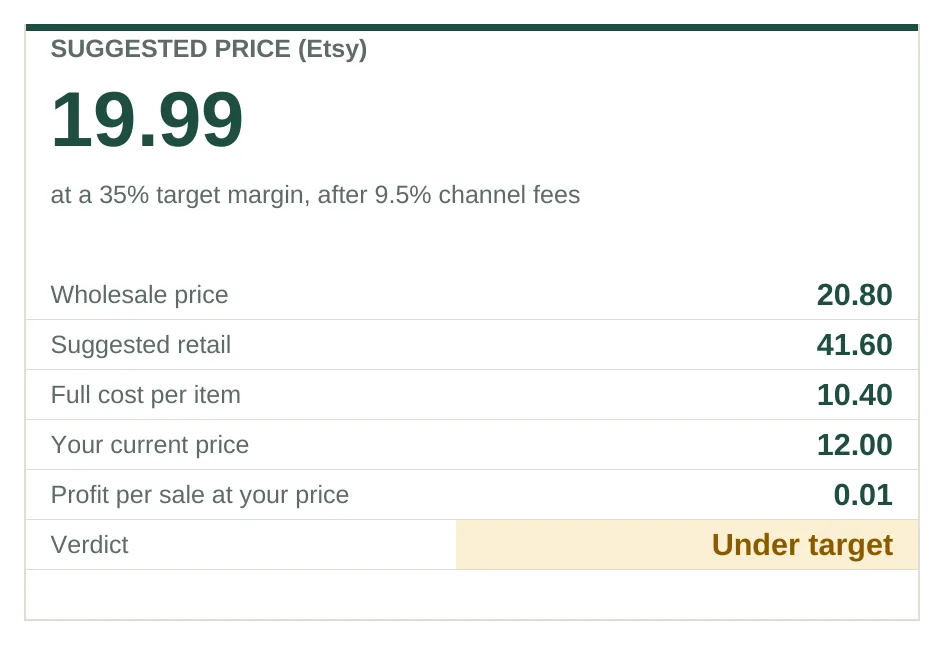 SUGGESTED PRICE (Etsy)
19.99
at a 35% target margin, after 9.5% channel fees
Wholesale price 20.80
Suggested retail 41.60
Full cost per item 10.40
Your current price 12.00
Profit per sale at your price 0.01
Verdict Under target